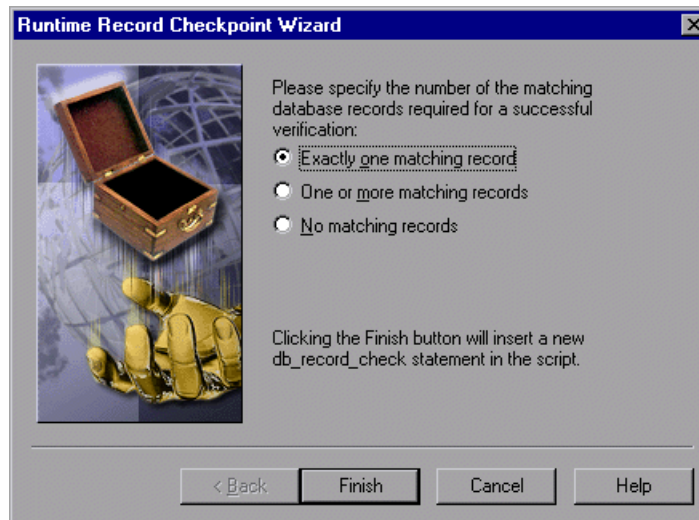 Runtime Record Checkpoint Wizard
Please specify the number of the matching
database records required for a successful
verification:
Exactly one matching record
One or more matching records
No matching records
Clicking the Finish button will insert a new
db_record_check statement in the script.
< Back
Finish
Cancel
Help